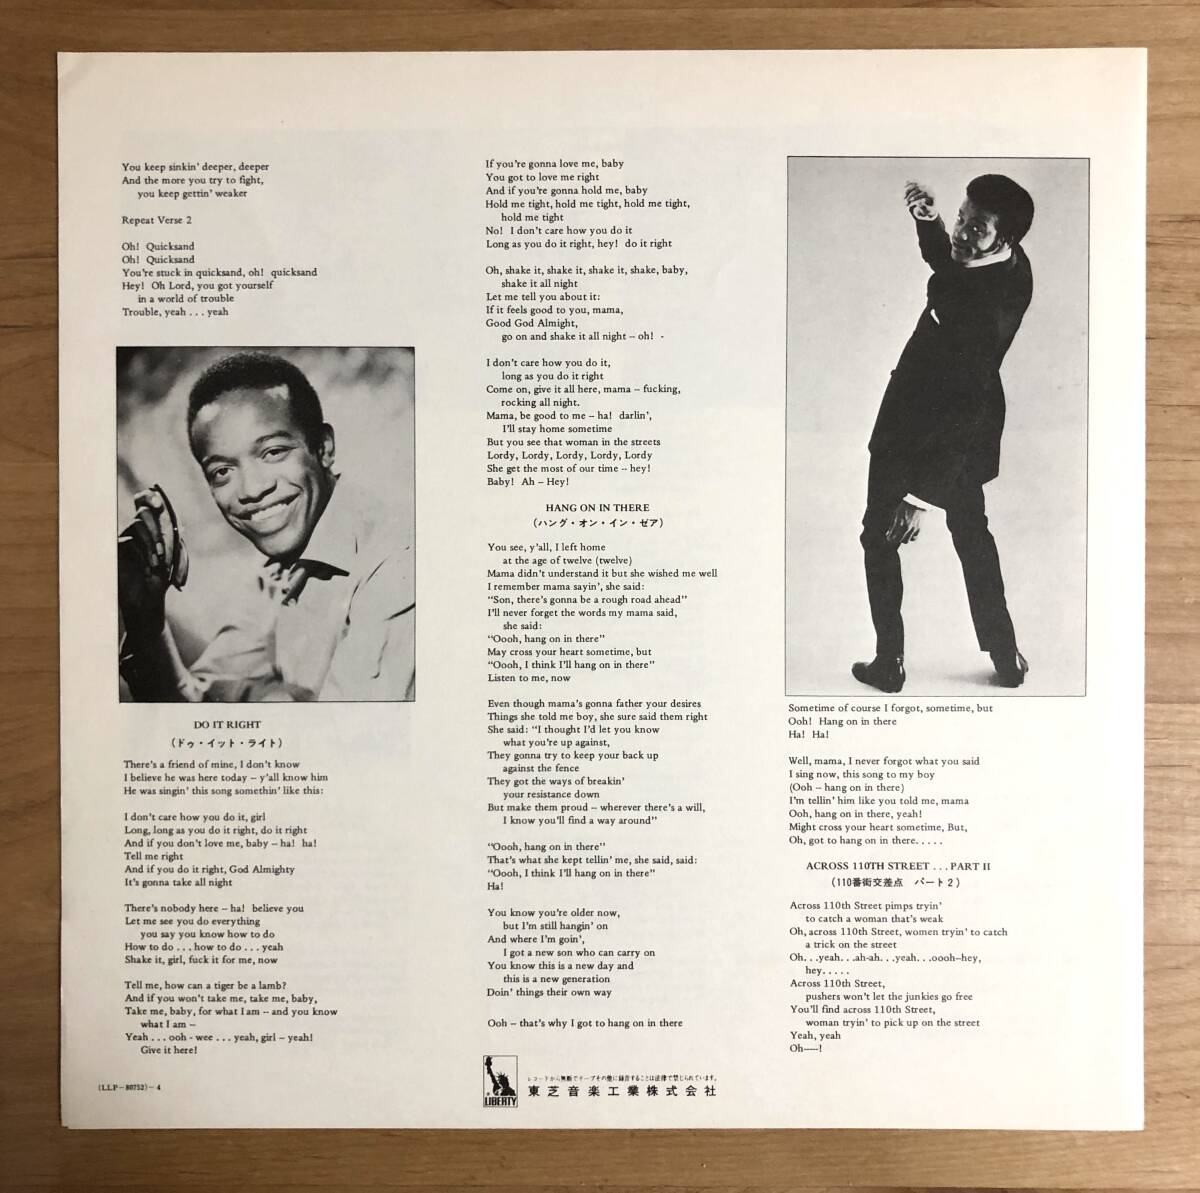 You keep sinkin' deeper, deeper
And the more you try to fight,
you keep gettin' weaker
Repeat Verse 2
Oh! Quicksand
Oh! Quicksand
You're stuck in quicksand, oh! quicksand
Hey! Oh Lord, you got yourself
in a world of trouble
Trouble, yeah . . . yeah
DO IT RIGHT
(ドゥ・イット・ライト)
There's a friend of mine, I don't know
I believe he was here today – y'all know him
He was singin' this song somethin' like this:
I don't care how you do it, girl
Long, long as you do it right, do it right
And if you don't love me, baby – ha! ha!
Tell me right
And if you do it right, God Almighty
It's gonna take all night
There's nobody here – ha! believe you
Let me see you do everything
you say you know how to do
How to do . . . how to do . . . yeah
Shake it, girl, fuck it for me, now
Tell me, how can a tiger be a lamb?
And if you won't take me, take me, baby,
Take me, baby, for what I am – and you know
what I am –
Yeah . . . ooh - wee . . . yeah, girl – yeah!
Give it here!
(LLP-80752)-4
If you're gonna love me, baby
You got to love me right
And if you're gonna hold me, baby
Hold me tight, hold me tight, hold me tight,
hold me tight
No! I don't care how you do it
Long as you do it right, hey! do it right
Oh, shake it, shake it, shake it, shake, baby,
shake it all night
Let me tell you about it:
If it feels good to you, mama,
Good God Almight,
go on and shake it all night – oh! -
I don't care how you do it,
long as you do it right
Come on, give it all here, mama – fucking,
rocking all night.
Mama, be good to me – ha! darlin',
I'll stay home sometime
But you see that woman in the streets
Lordy, Lordy, Lordy, Lordy, Lordy
She get the most of our time – hey!
Baby! Ah – Hey!
HANG ON IN THERE
(ハング・オン・イン・ゼア)
You see, y'all, I left home
at the age of twelve (twelve)
Mama didn't understand it but she wished me well
I remember mama sayin', she said:
"Son, there's gonna be a rough road ahead"
I'll never forget the words my mama said,
she said:
"Oooh, hang on in there"
May cross your heart sometime, but
"Oooh, I think I'll hang on in there"
Listen to me, now
Even though mama's gonna father your desires
Things she told me boy, she sure said them right
She said: "I thought I'd let you know
what you're up against,
They gonna try to keep your back up
against the fence
They got the ways of breakin'
your resistance down
But make them proud – wherever there's a will,
I know you'll find a way around"
"Oooh, hang on in there"
That's what she kept tellin' me, she said, said:
"Oooh, I think I'll hang on in there"
Ha!
You know you're older now,
but I'm still hangin' on
And where I'm goin',
I got a new son who can carry on
You know this is a new day and
this is a new generation
Doin' things their own way
Ooh – that's why I got to hang on in there
LIBERTY
レコードから無断でテープその他に録音することは法律で禁じられています。
東芝音楽工業株式会社
Sometime of course I forgot, sometime, but
Ooh! Hang on in there
Ha! Ha!
Well, mama, I never forgot what you said
I sing now, this song to my boy
(Ooh – hang on in there)
I'm tellin' him like you told me, mama
Ooh, hang on in there, yeah!
Might cross your heart sometime, But,
Oh, got to hang on in there. . . . .
ACROSS 110TH STREET . . . PART II
(110番街交差点 パート2)
Across 110th Street pimps tryin'
to catch a woman that's weak
Oh, across 110th Street, women tryin' to catch
a trick on the street
Oh. . .yeah. . .ah-ah. . .yeah. . .oooh–hey,
hey. . . . .
Across 110th Street,
pushers won't let the junkies go free
You'll find across 110th Street,
woman tryin' to pick up on the street
Yeah, yeah
Oh—–!